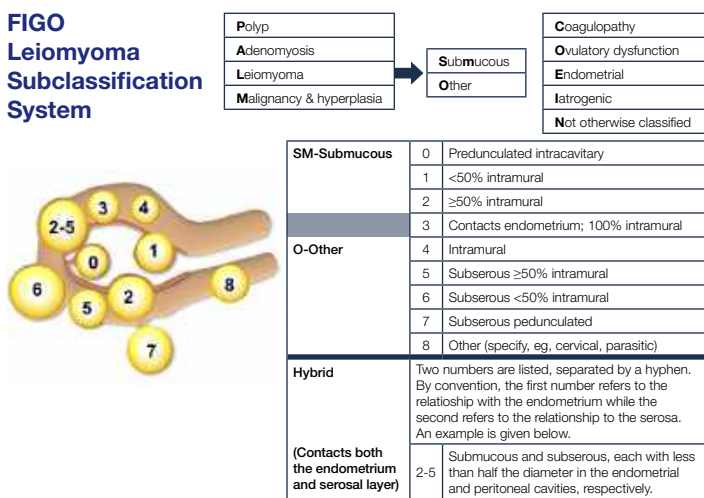 FIGO
Leiomyoma
Subclassification
System
Polyp
Adenomyosis
Leiomyoma
Malignancy & hyperplasia
Submucous
Other
Coagulopathy
Ovulatory dysfunction
Endometrial
Iatrogenic
Not otherwise classified
3
4
2-5
0
1
6
5
2
8
7
SM-Submucous
0 Predunculated intracavitary
1 <50% intramural
2 ≥50% intramural
3 Contacts endometrium; 100% intramural
O-Other
4 Intramural
5 Subserous ≥50% intramural
6 Subserous <50% intramural
7 Subserous pedunculated
8 Other (specify, eg, cervical, parasitic)
Hybrid
Two numbers are listed, separated by a hyphen.
By convention, the first number refers to the
relatioship with the endometrium while the
second refers to the relationship to the serosa.
An example is given below.
(Contacts both
the endometrium
and serosal layer)
2-5
Submucous and subserous, each with less
than half the diameter in the endometrial
and peritoneal cavities, respectively.